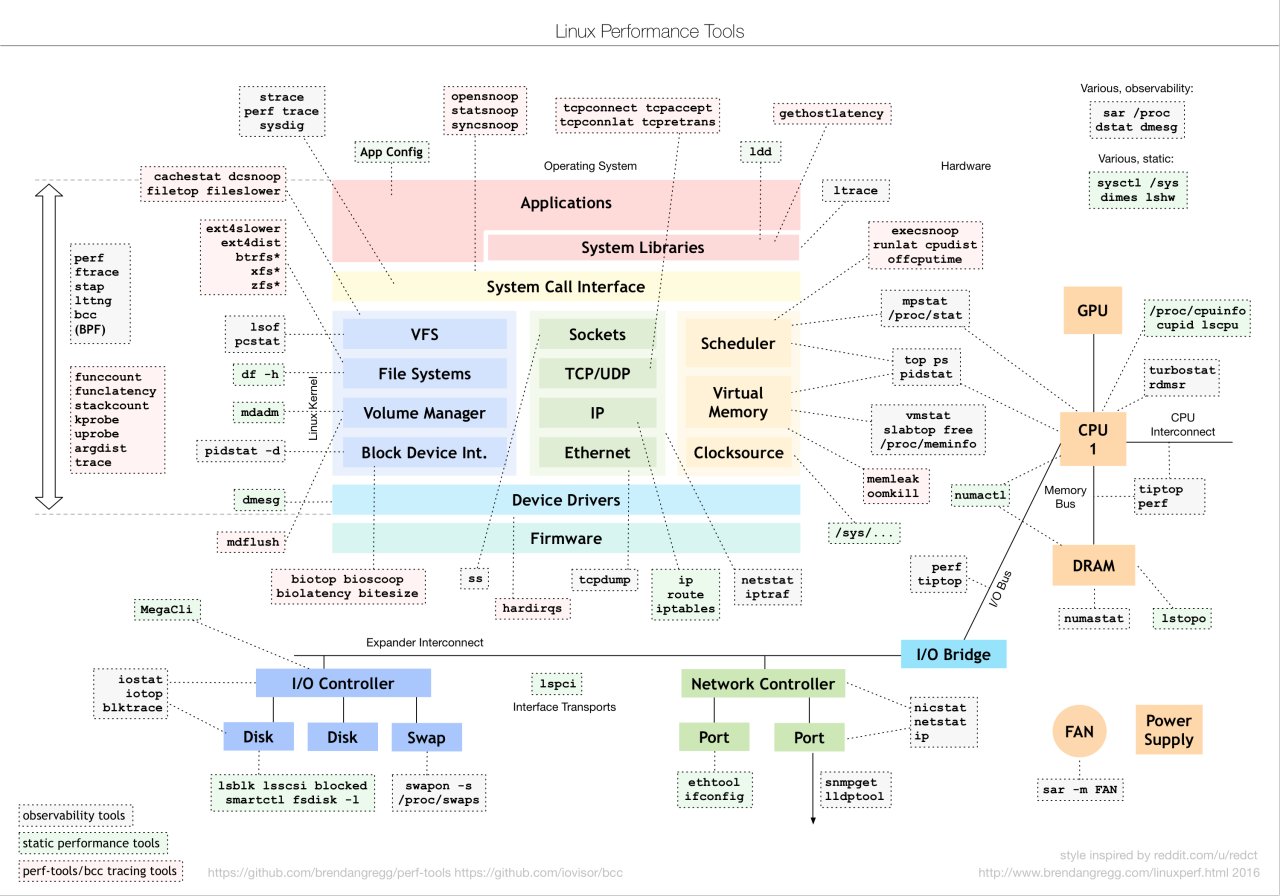 Linux Performance Tools
strace
perf trace
sysdig
opensnoop
statsnoop
syncsnoop
tcpconnect tcpaccept
tcpconnlat tcpretrans
gethostlatency
Various, observability:
sar /proc
dstat dmesg
App Config
ldd
Operating System
Hardware
Various, static:
sysctl /sys
dimes lshw
cachestat dcsnoop
filetop fileslower
Applications
ltrace
System Libraries
ext4slower
ext4dist
btrfs*
xfs*
zfs*
execsnoop
runlat cpudist
offcputime
perf
ftrace
stap
lttng
bcc
(BPF)
System Call Interface
mpstat
/proc/stat
GPU
/proc/cpuinfo
cupid lscpu
lsof
pcstat
VFS
Sockets
Scheduler
df -h
File Systems
TCP/UDP
top ps
pidstat
turbostat
rdmsr
funccount
funclatency
stackcount
kprobe
uprobe
argdist
trace
Linux Kernel
mdadm
Volume Manager
IP
Virtual
Memory
vmstat
slabtop free
/proc/meminfo
CPU
1
CPU
Interconnect
pidstat -d
Block Device Int.
Ethernet
Clocksource
memleak
oomkill
numactl
Memory
Bus
tiptop
perf
dmesg
Device Drivers
mdflush
Firmware
/sys/...
biotop bioscoop
biolatency bitesize
ss
hardirqs
tcpdump
ip
route
iptables
netstat
iptraf
perf
tiptop
I/O Bus
DRAM
numastat
lstopo
MegaCli
Expander Interconnect
I/O Bridge
iostat
iotop
blktrace
I/O Controller
lspci
Interface Transports
Network Controller
nicstat
netstat
ip
Disk
Disk
Swap
Port
Port
FAN
Power
Supply
lsblk lsscsi blocked
smartctl fsdisk -l
swapon -s
/proc/swaps
ethtool
ifconfig
snmpget
lldptool
sar -m FAN
observability tools
static performance tools
perf-tools/bcc tracing tools
https://github.com/brendangregg/perf-tools https://github.com/iovisor/bcc
style inspired by reddit.com/u/redct
http://www.brendangregg.com/linuxperf.html 2016